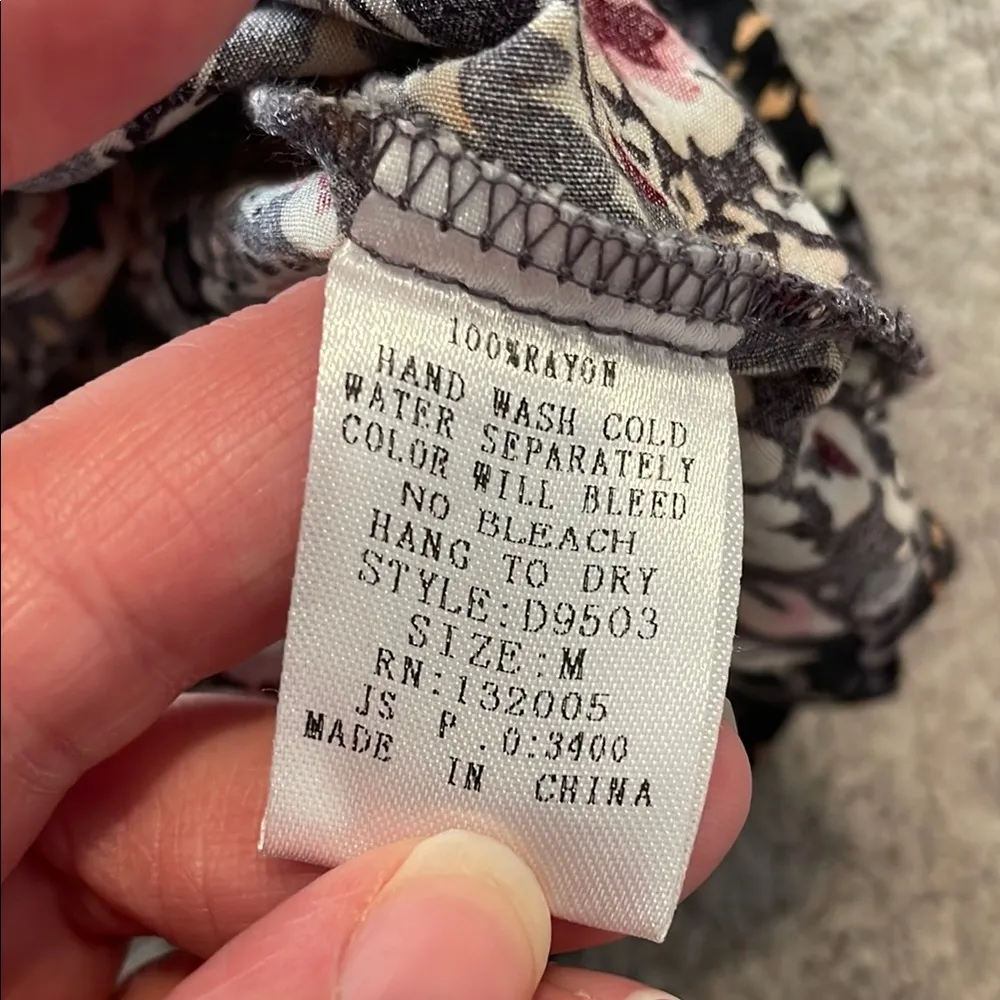 100%RAYON
HAND WASH COLD
WATER SEPARATELY
COLOR WILL BLEED
NO BLEACH
HANG TO DRY
STYLE:D9503
SIZE:M
RN:132005
JS P.O:3400
MADE IN CHINA